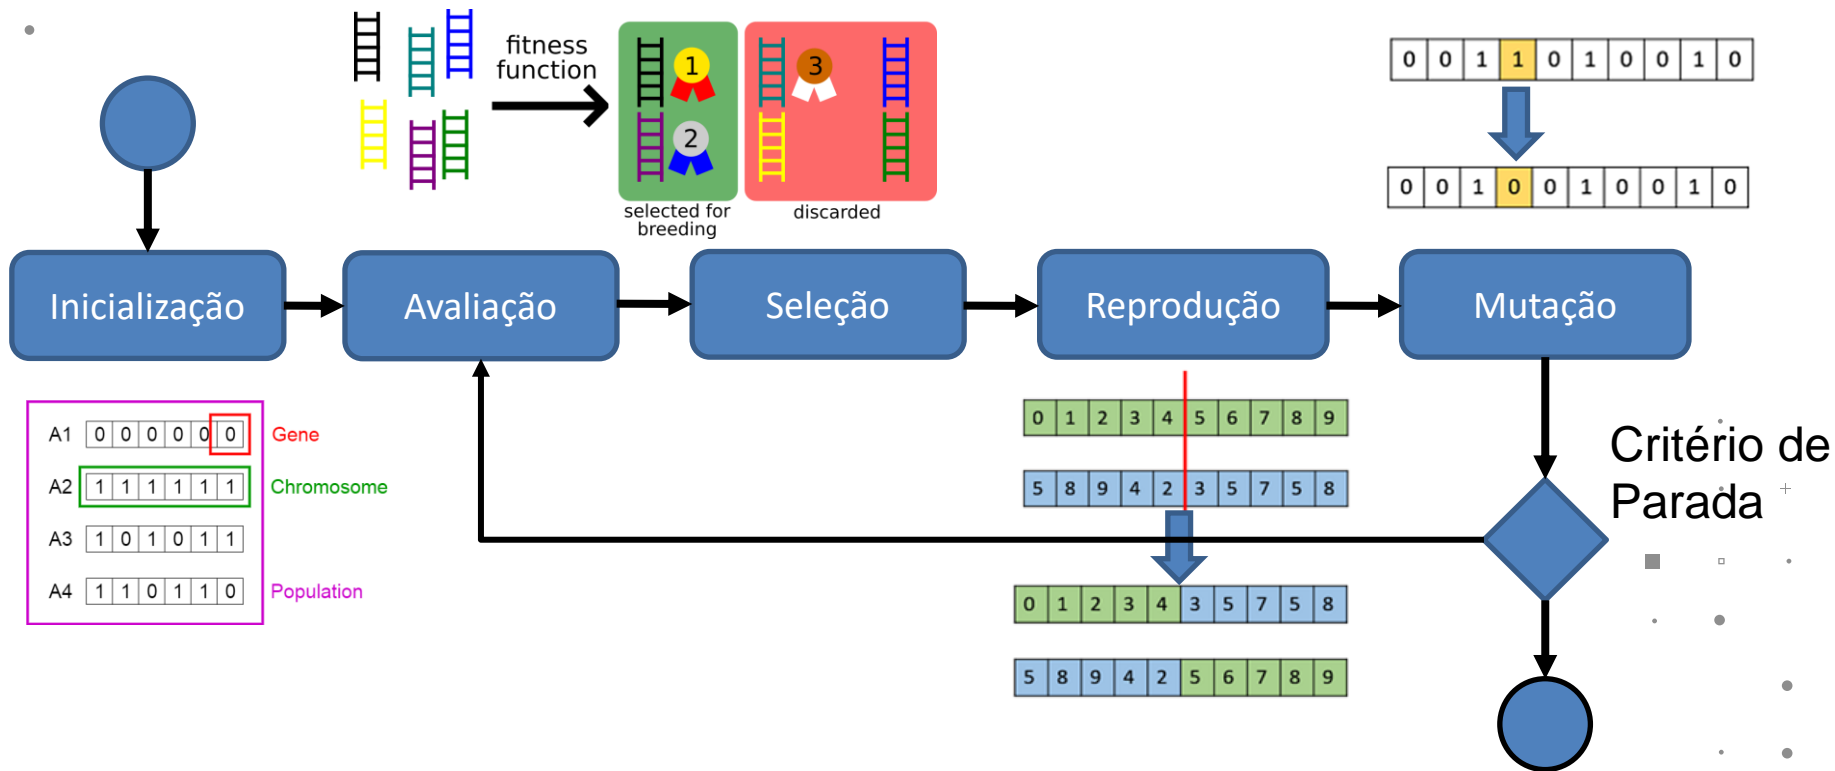 fitness
function
1
2
3
selected for
breeding
discarded
0 0 1 1 0 1 0 0 1 0
0 0 1 0 0 1 0 0 1 0
Inicialização
Avaliação
Seleção
Reprodução
Mutação
A1 0 0 0 0 0 0 Gene
A2 1 1 1 1 1 1 Chromosome
A3 1 0 1 0 1 1
A4 1 1 0 1 1 0 Population
0 1 2 3 4 5 6 7 8 9
5 8 9 4 2 3 5 7 5 8
0 1 2 3 4 3 5 7 5 8
5 8 9 4 2 5 6 7 8 9
Critério de
Parada